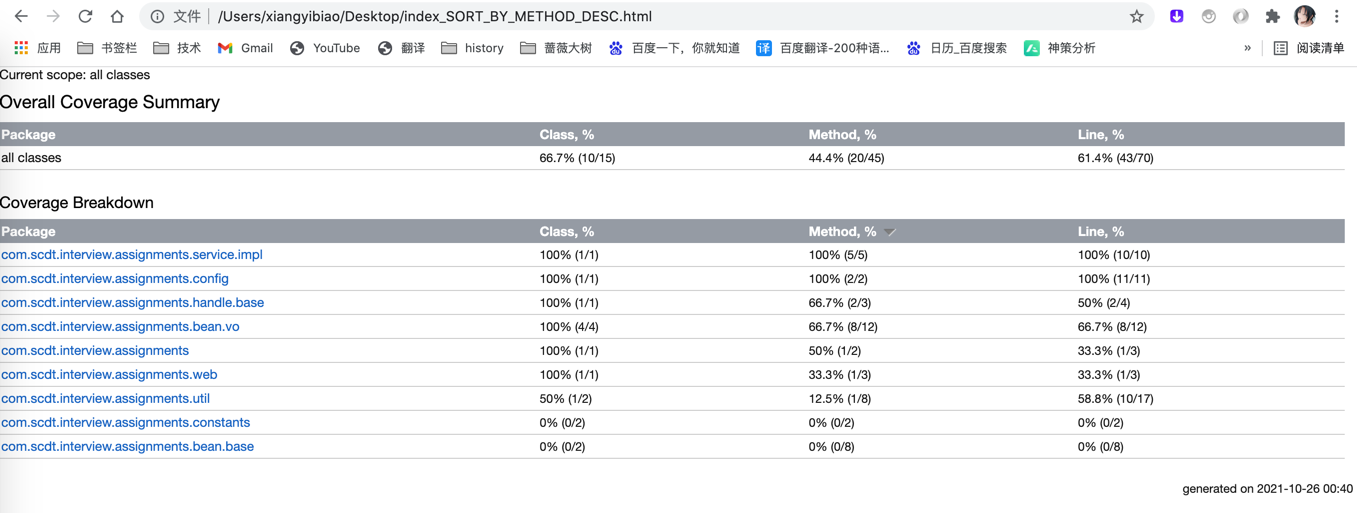 文件 /Users/xiangyibiao/Desktop/index_SORT_BY_METHOD_DESC.html
应用 书签栏 技术 Gmail YouTube 翻译 history 蔷薇大树 百度一下，你就知道 译 百度翻译-200种语... 日历_百度搜索 神策分析 » 阅读清单
Current scope: all classes
Overall Coverage Summary
Package Class, % Method, % Line, %
all classes 66.7% (10/15) 44.4% (20/45) 61.4% (43/70)
Coverage Breakdown
Package Class, % Method, % Line, %
com.scdt.interview.assignments.service.impl 100% (1/1) 100% (5/5) 100% (10/10)
com.scdt.interview.assignments.config 100% (1/1) 100% (2/2) 100% (11/11)
com.scdt.interview.assignments.handle.base 100% (1/1) 66.7% (2/3) 50% (2/4)
com.scdt.interview.assignments.bean.vo 100% (4/4) 66.7% (8/12) 66.7% (8/12)
com.scdt.interview.assignments 100% (1/1) 50% (1/2) 33.3% (1/3)
com.scdt.interview.assignments.web 100% (1/1) 33.3% (1/3) 33.3% (1/3)
com.scdt.interview.assignments.util 50% (1/2) 12.5% (1/8) 58.8% (10/17)
com.scdt.interview.assignments.constants 0% (0/2) 0% (0/2) 0% (0/2)
com.scdt.interview.assignments.bean.base 0% (0/2) 0% (0/8) 0% (0/8)
generated on 2021-10-26 00:40